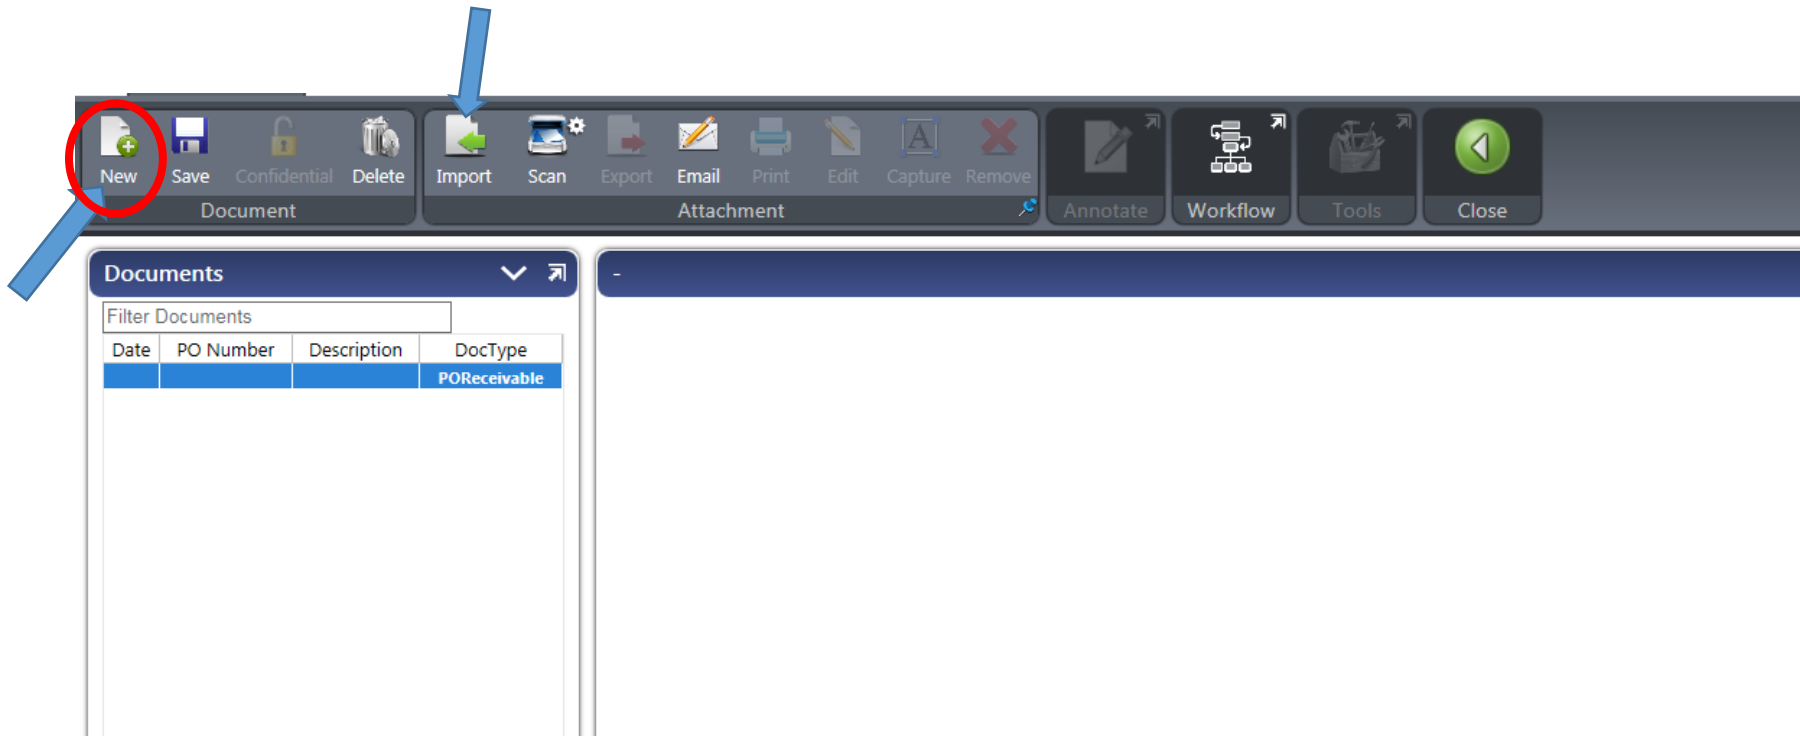 New Save Confidential Delete Import Scan Export Email Print Edit Capture Remove
Document Attachment Annotate Workflow Tools Close
Documents -
Filter Documents
Date PO Number Description DocType
POReceivable